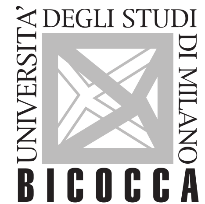 UNIVERSITA'
DEGLI STUDI
DI MILANO
BICOCCA